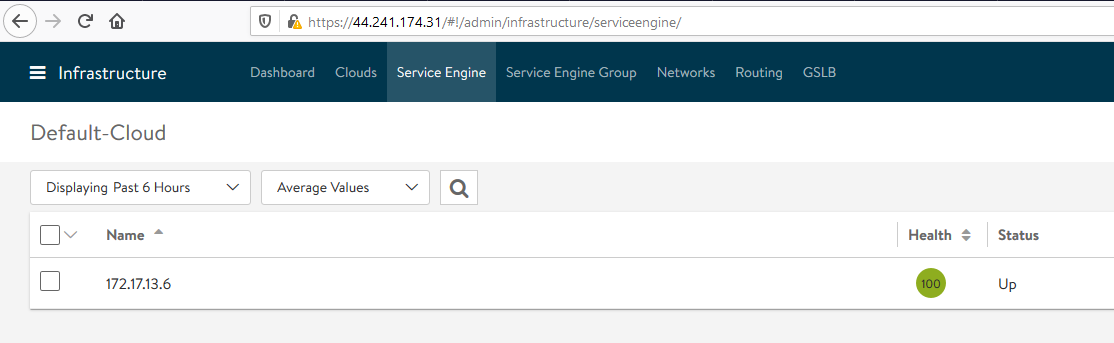 https://44.241.174.31/#!/admin/infrastructure/serviceengine/
Infrastructure Dashboard Clouds Service Engine Service Engine Group Networks Routing GSLB
Default-Cloud
Displaying Past 6 Hours Average Values
Name Health Status
172.17.13.6 100 Up